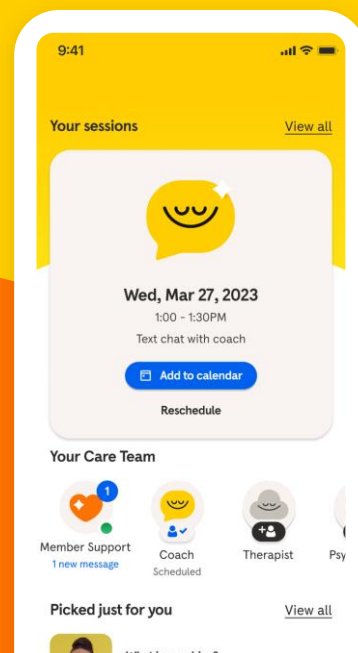 9:41
Your sessions
View all
Wed, Mar 27, 2023
1:00 - 1:30PM
Text chat with coach
Add to calendar
Reschedule
Your Care Team
1
Member Support
1 new message
Coach
Scheduled
Therapist
Psy
Picked just for you
View all